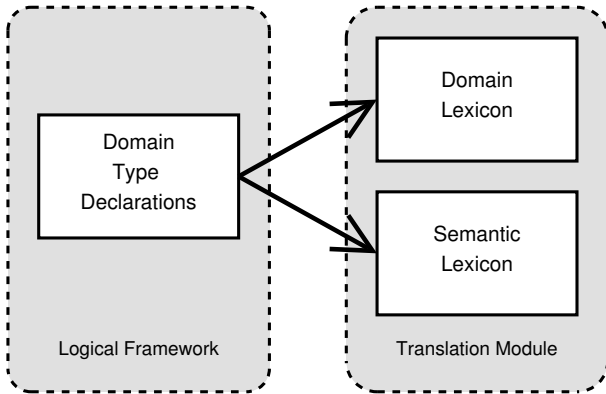 Domain
Type
Declarations
Logical Framework
Domain
Lexicon
Semantic
Lexicon
Translation Module